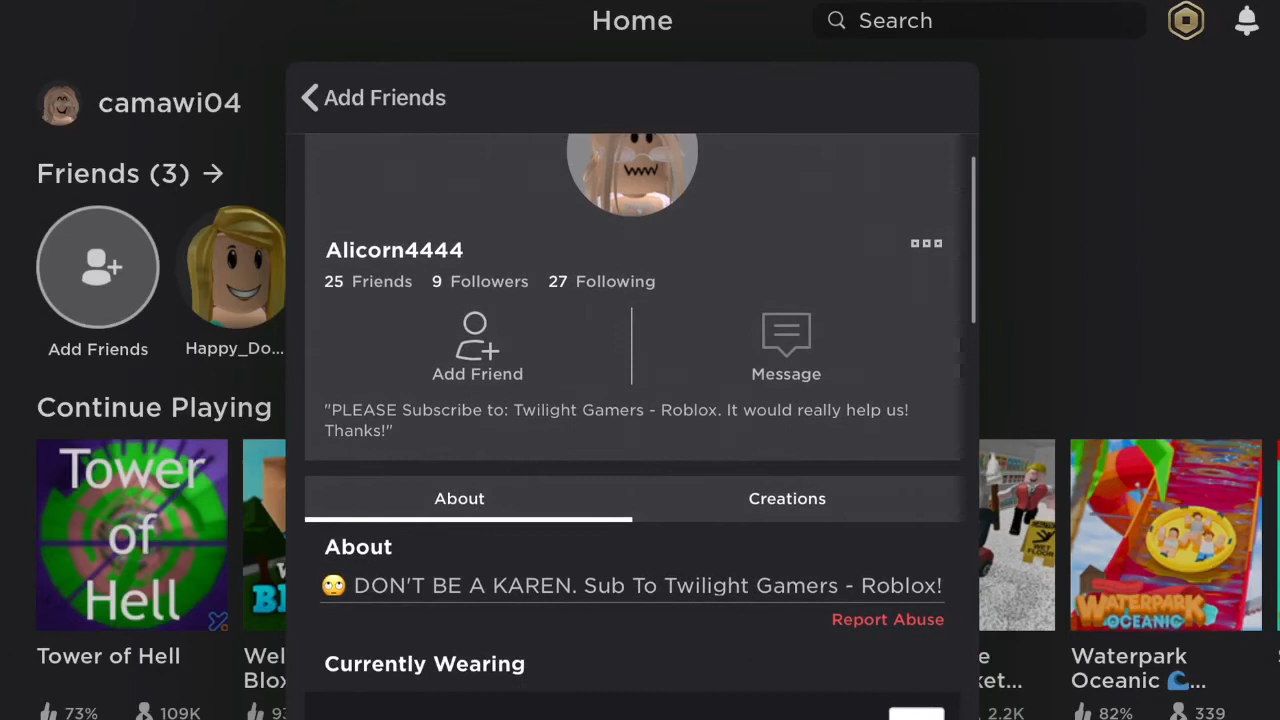 Home
Search
camawi04
Add Friends
Friends (3) →
Alicorn4444
25 Friends 9 Followers 27 Following
Add Friends
Happy_Do...
Add Friend
Message
"PLEASE Subscribe to: Twilight Gamers - Roblox. It would really help us!
Thanks!"
Continue Playing
About
Creations
About
🙄 DON'T BE A KAREN. Sub To Twilight Gamers - Roblox!
Report Abuse
Currently Wearing
Tower
of
Hell
WET
FLOOR
WATERPARK
OCEANIC
Tower of Hell
Wel
Blox
Waterpark
Oceanic 🌊...
73% 109K
2.2K
82% 339